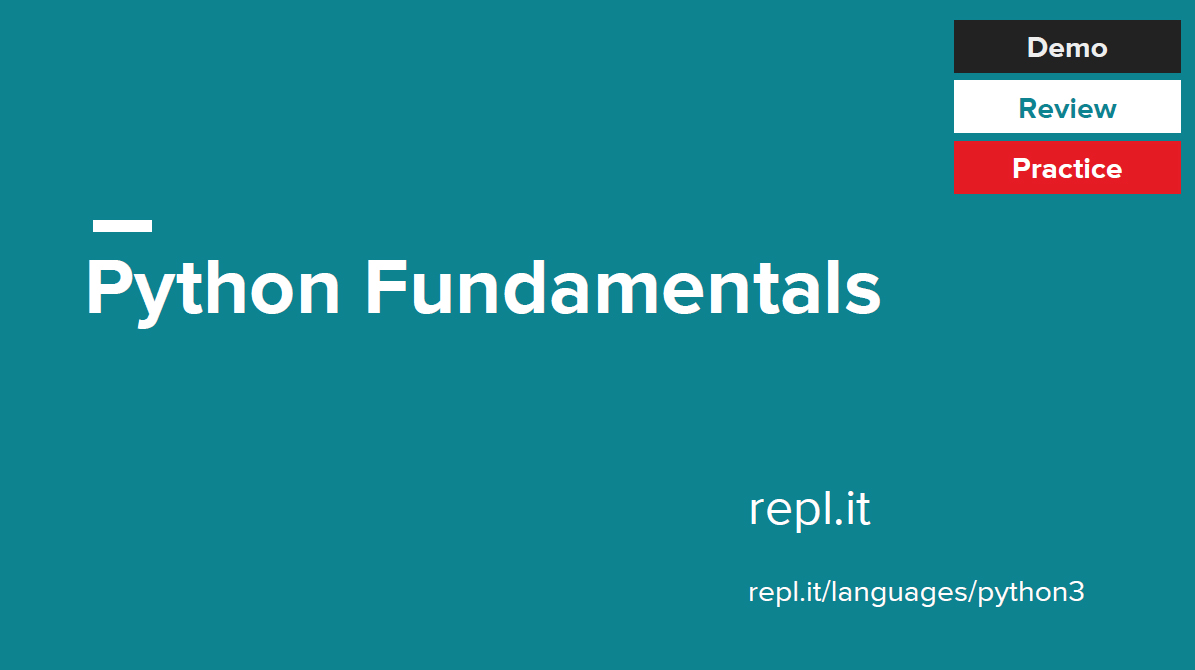 Demo
Review
Practice
Python Fundamentals
repl.it
repl.it/languages/python3